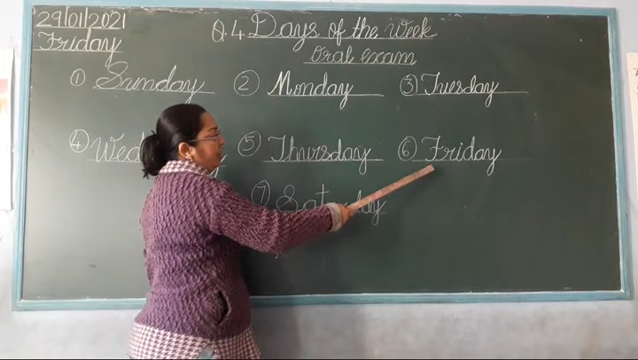 29/01/2021
Friday
Q.4 Days of the Week
Oral exam
① Sunday ② Monday ③ Tuesday
④ ⑤ Thursday ⑥ Friday
⑦